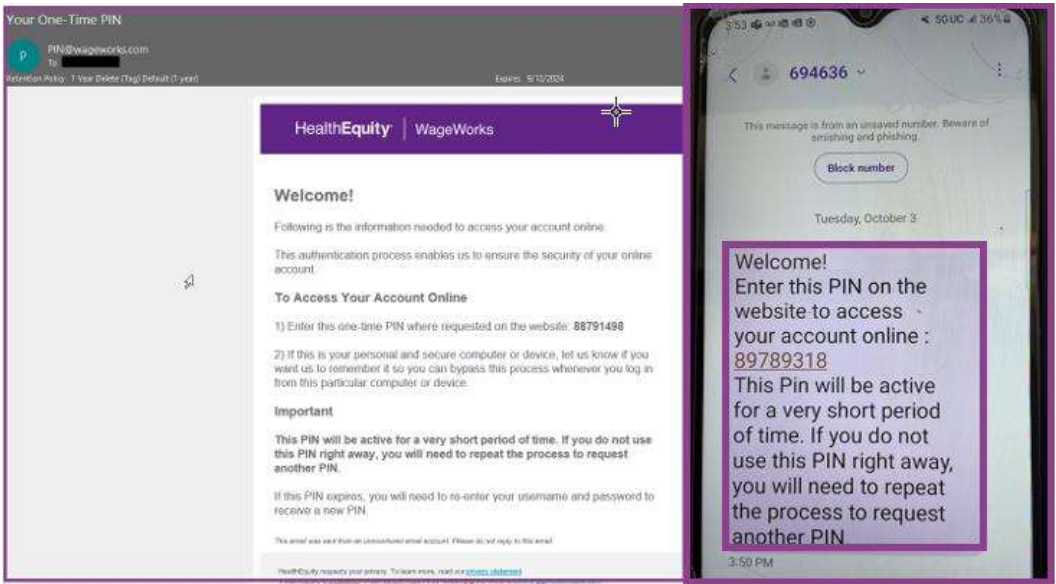 Your One-Time PIN
P
PIN@wageworks.com
To
Retention Policy 1 Year Delete (Tag) Default (1 year)
Expires 9/12/2024
HealthEquity | WageWorks
Welcome!
Following is the information needed to access your account online.
This authentication process enables us to ensure the security of your online
account.
To Access Your Account Online
1) Enter this one-time PIN where requested on the website: 88791498
2) If this is your personal and secure computer or device, let us know if you
want us to remember it so you can bypass this process whenever you log in
from this particular computer or device.
Important
This PIN will be active for a very short period of time. If you do not use
this PIN right away, you will need to repeat the process to request
another PIN.
If this PIN expires, you will need to re-enter your username and password to
receive a new PIN.
This email was sent from an unmonitored email account. Please do not reply to this email.
HealthEquity respects your privacy. To learn more, read our privacy statement
3:53
5GUC 36%
694636
This message is from an unsaved number. Beware of
smishing and phishing.
Block number
Tuesday, October 3
Welcome!
Enter this PIN on the
website to access
your account online :
89789318
This Pin will be active
for a very short period
of time. If you do not
use this PIN right away,
you will need to repeat
the process to request
another PIN.
3:50 PM